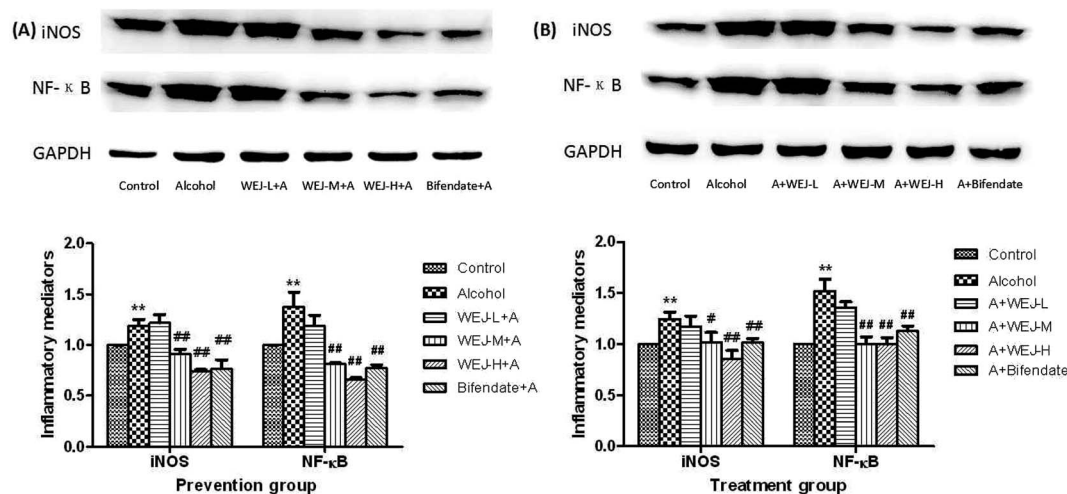 (A) iNOS
NF-κB
GAPDH
Control Alcohol WEJ-L+A WEJ-M+A WEJ-H+A Bifendate+A
Inflammatory mediators
2.0
1.5
1.0
0.5
0.0
** ## ## ##
** ## ## ##
iNOS NF-κB
Prevention group
Control
Alcohol
WEJ-L+A
WEJ-M+A
WEJ-H+A
Bifendate+A
(B) iNOS
NF-κB
GAPDH
Control Alcohol A+WEJ-L A+WEJ-M A+WEJ-H A+Bifendate
Inflammatory mediators
2.0
1.5
1.0
0.5
0.0
** # ## ##
** ## ## ##
iNOS NF-κB
Treatment group
Control
Alcohol
A+WEJ-L
A+WEJ-M
A+WEJ-H
A+Bifendate